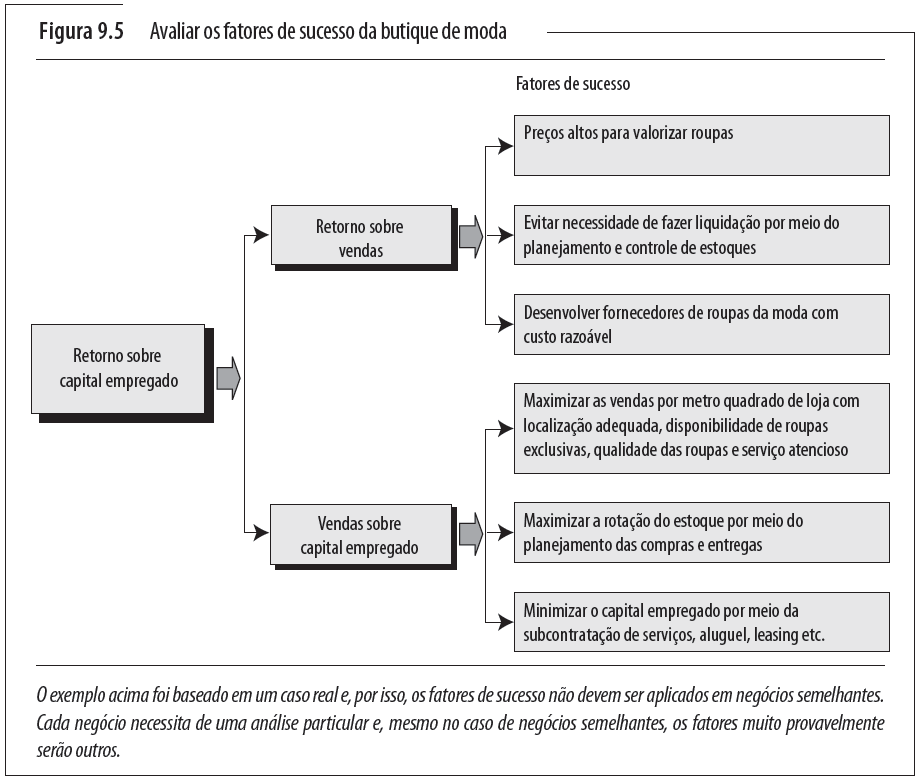 Figura 9.5 Avaliar os fatores de sucesso da butique de moda
Fatores de sucesso
Preços altos para valorizar roupas
Retorno sobre
vendas
Evitar necessidade de fazer liquidação por meio do
planejamento e controle de estoques
Desenvolver fornecedores de roupas da moda com
custo razoável
Retorno sobre
capital empregado
Maximizar as vendas por metro quadrado de loja com
localização adequada, disponibilidade de roupas
exclusivas, qualidade das roupas e serviço atencioso
Vendas sobre
capital empregado
Maximizar a rotação do estoque por meio do
planejamento das compras e entregas
Minimizar o capital empregado por meio da
subcontratação de serviços, aluguel, leasing etc.
O exemplo acima foi baseado em um caso real e, por isso, os fatores de sucesso não devem ser aplicados em negócios semelhantes.
Cada negócio necessita de uma análise particular e, mesmo no caso de negócios semelhantes, os fatores muito provavelmente
serão outros.